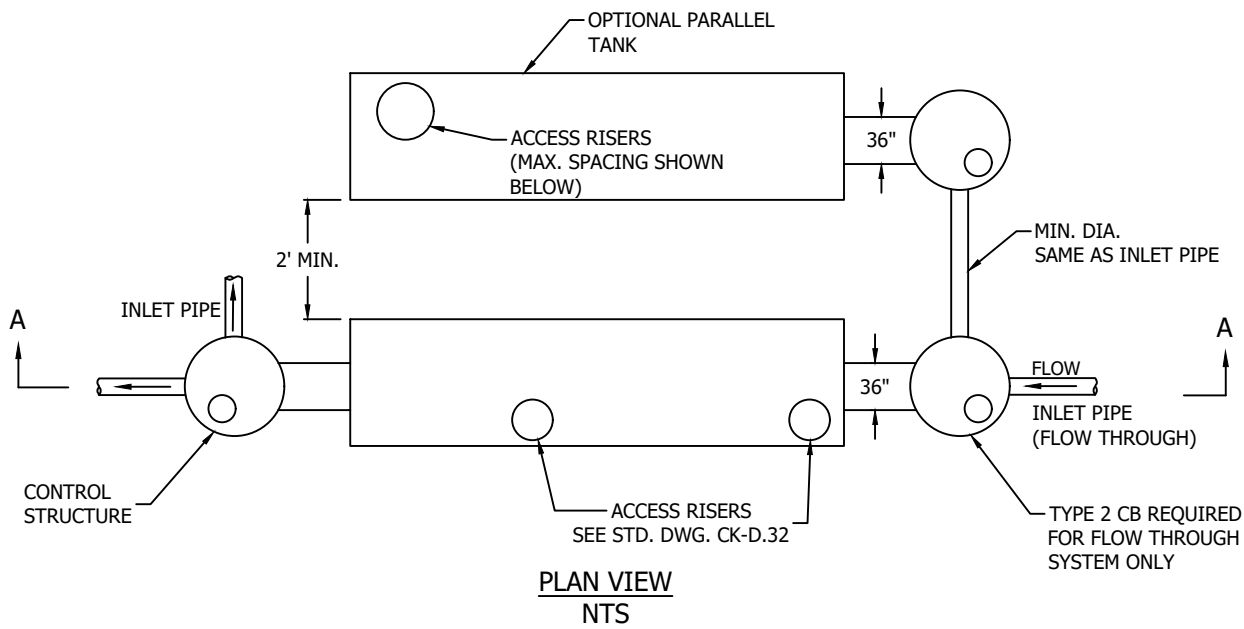 OPTIONAL PARALLEL
TANK
ACCESS RISERS
(MAX. SPACING SHOWN
BELOW)
36"
2' MIN.
MIN. DIA.
SAME AS INLET PIPE
INLET PIPE
A
A
36"
FLOW
INLET PIPE
(FLOW THROUGH)
CONTROL
STRUCTURE
ACCESS RISERS
SEE STD. DWG. CK-D.32
TYPE 2 CB REQUIRED
FOR FLOW THROUGH
SYSTEM ONLY
PLAN VIEW
NTS